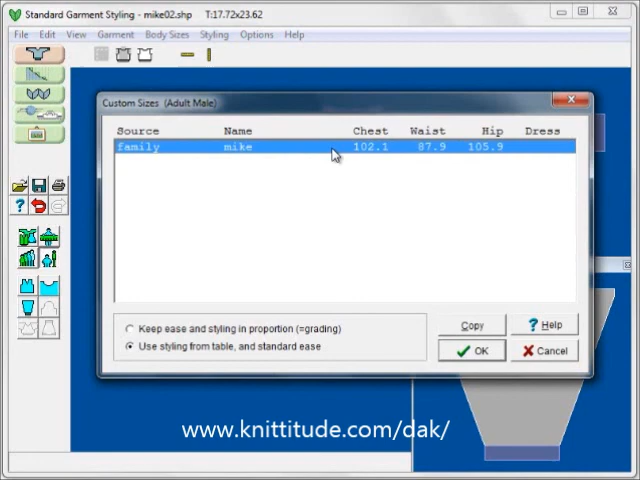 Standard Garment Styling - mike02.shp T:17.72x23.62
File Edit View Garment Body Sizes Styling Options Help
Custom Sizes (Adult Male)
Source Name Chest Waist Hip Dress
family mike 102.1 87.9 105.9
Keep ease and styling in proportion (=grading)
Use styling from table, and standard ease
Copy
? Help
OK
Cancel
www.knittitude.com/dak/